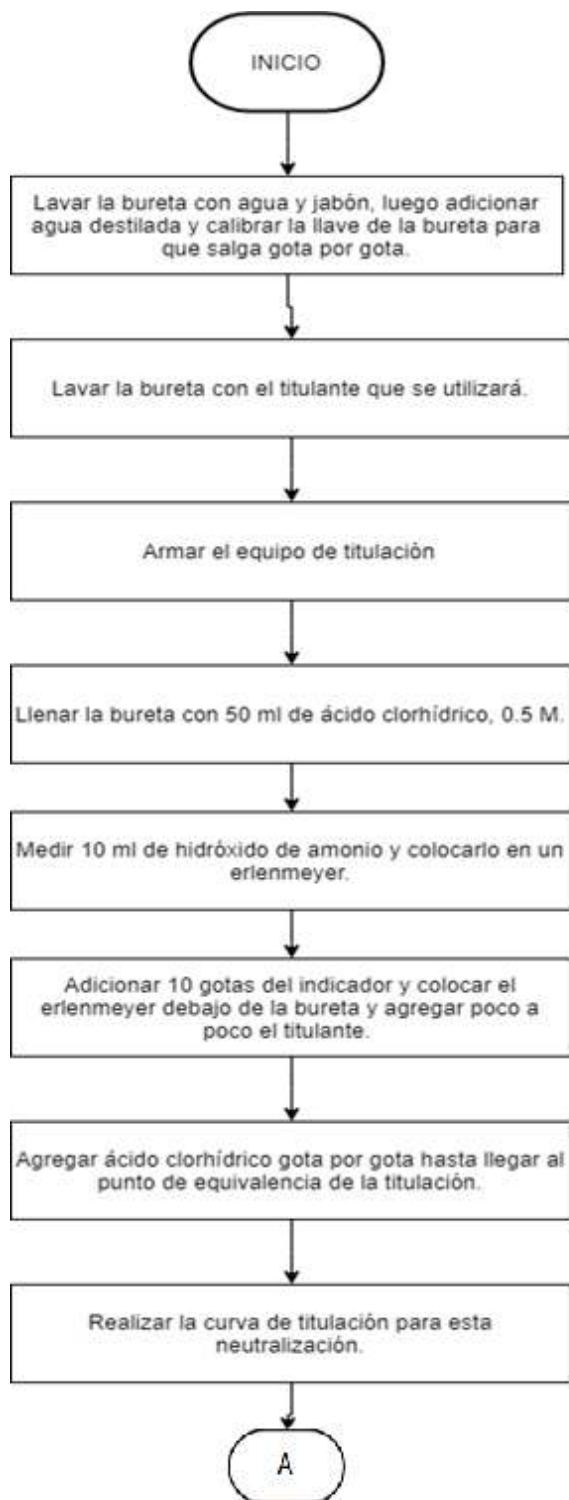 INICIO
Lavar la bureta con agua y jabón, luego adicionar
agua destilada y calibrar la llave de la bureta para
que salga gota por gota.
Lavar la bureta con el titulante que se utilizará.
Armar el equipo de titulación
Llenar la bureta con 50 ml de ácido clorhídrico, 0.5 M.
Medir 10 ml de hidróxido de amonio y colocarlo en un
erlenmeyer.
Adicionar 10 gotas del indicador y colocar el
erlenmeyer debajo de la bureta y agregar poco a
poco el titulante.
Agregar ácido clorhídrico gota por gota hasta llegar al
punto de equivalencia de la titulación.
Realizar la curva de titulación para esta
neutralización.
A